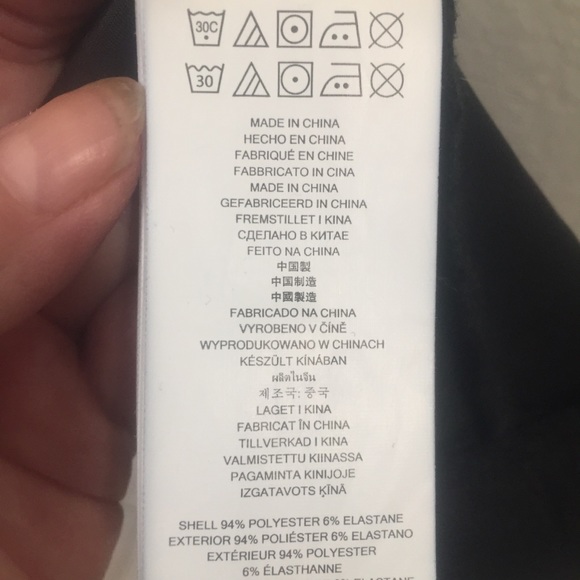 30C
30
MADE IN CHINA
HECHO EN CHINA
FABRIQUÉ EN CHINE
FABBRICATO IN CINA
MADE IN CHINA
GEFABRICEERD IN CHINA
FREMSTILLET I KINA
СДЕЛАНО В КИТАЕ
FEITO NA CHINA
中国製
中国制造
中國製造
FABRICADO NA CHINA
VYROBENO V ČÍNĚ
WYPRODUKOWANO W CHINACH
KÉSZÜLT KÍNÁBAN
ผลิตในจีน
제조국: 중국
LAGET I KINA
FABRICAT ÎN CHINA
TILLVERKAD I KINA
VALMISTETTU KIINASSA
PAGAMINTA KINIJOJE
IZGATAVOTS ĶĪNĀ
SHELL 94% POLYESTER 6% ELASTANE
EXTERIOR 94% POLIÉSTER 6% ELASTANO
EXTÉRIEUR 94% POLYESTER
6% ÉLASTHANNE